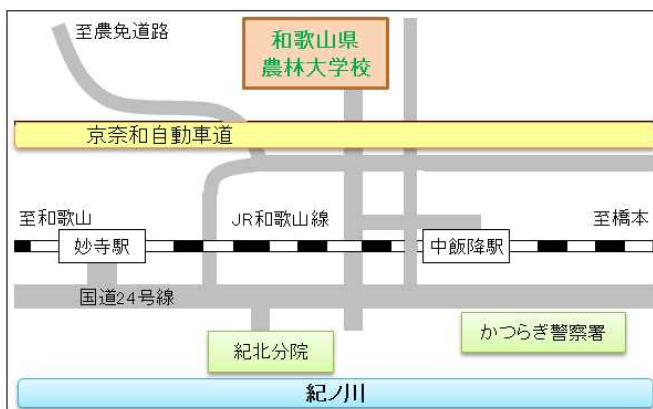 至農免道路
和歌山県
農林大学校
京奈和自動車道
至和歌山
JR和歌山線
至橋本
妙寺駅
中飯降駅
国道24号線
かつらぎ警察署
紀北分院
紀ノ川